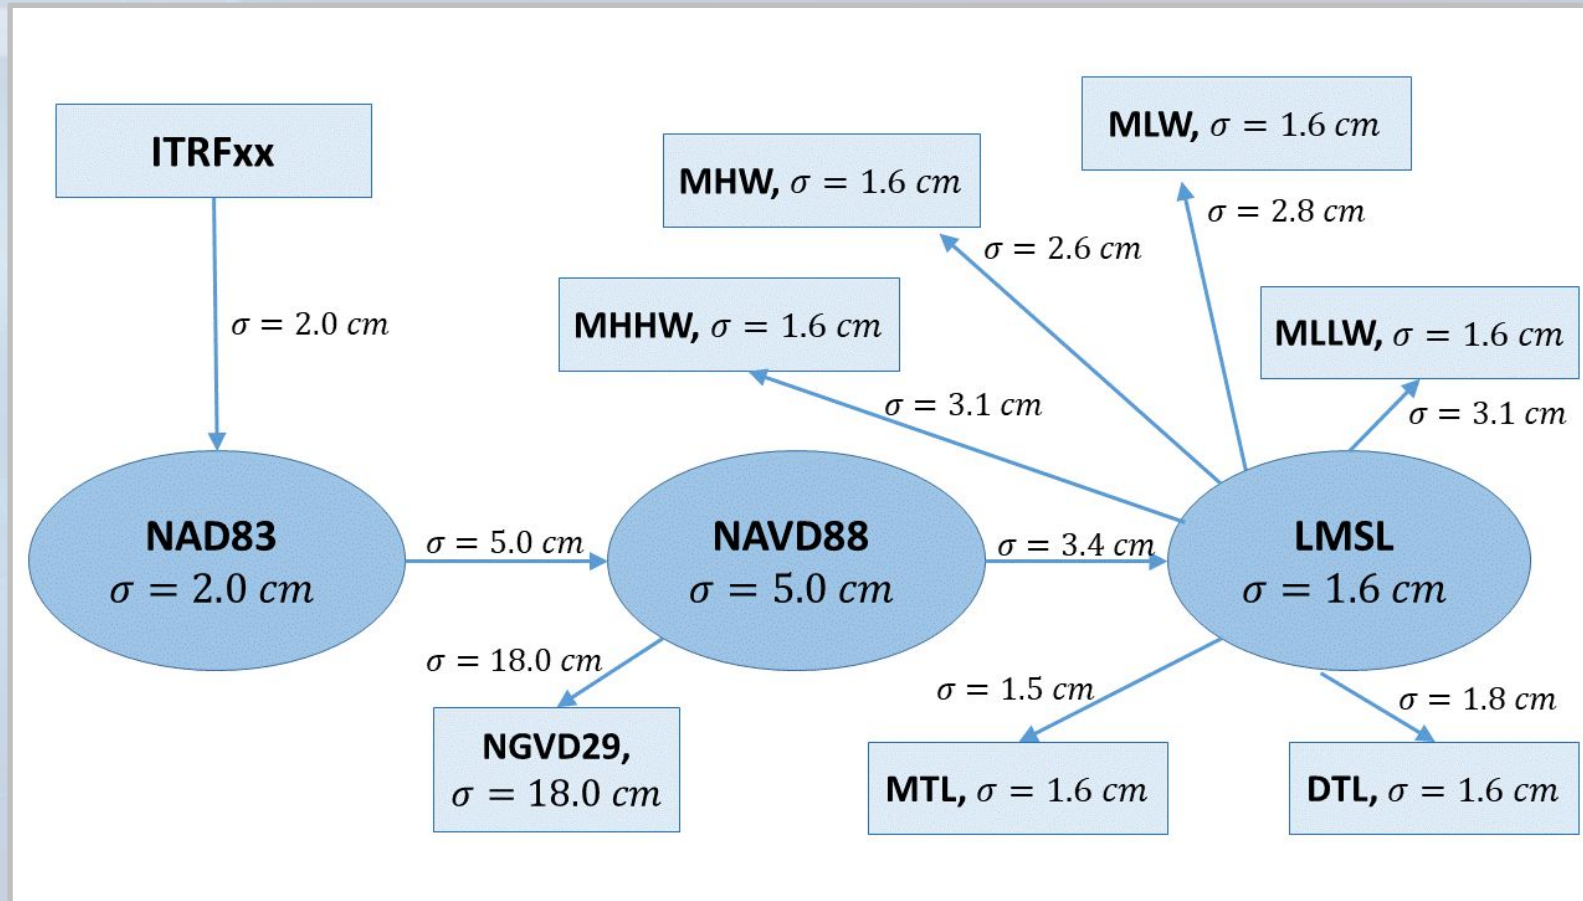 ITRFxx
MLW, σ = 1.6 cm
MHW, σ = 1.6 cm
σ = 2.8 cm
σ = 2.6 cm
MHHW, σ = 1.6 cm
MLLW, σ = 1.6 cm
σ = 2.0 cm
σ = 3.1 cm
σ = 3.1 cm
NAD83
σ = 2.0 cm
σ = 5.0 cm
NAVD88
σ = 5.0 cm
σ = 3.4 cm
LMSL
σ = 1.6 cm
σ = 18.0 cm
σ = 1.5 cm
σ = 1.8 cm
NGVD29,
σ = 18.0 cm
MTL, σ = 1.6 cm
DTL, σ = 1.6 cm